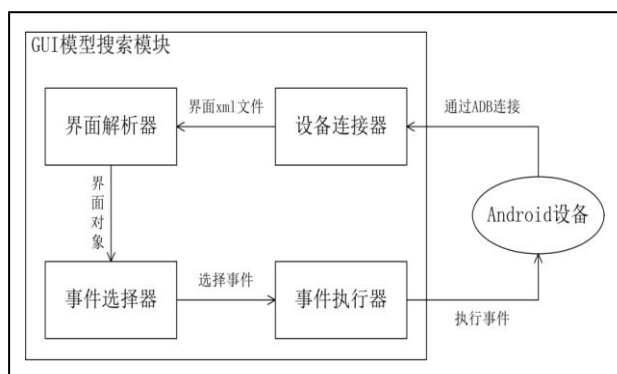 GUI模型搜索模块
界面解析器
界面xml文件
设备连接器
通过ADB连接
界面对象
Android设备
事件选择器
选择事件
事件执行器
执行事件